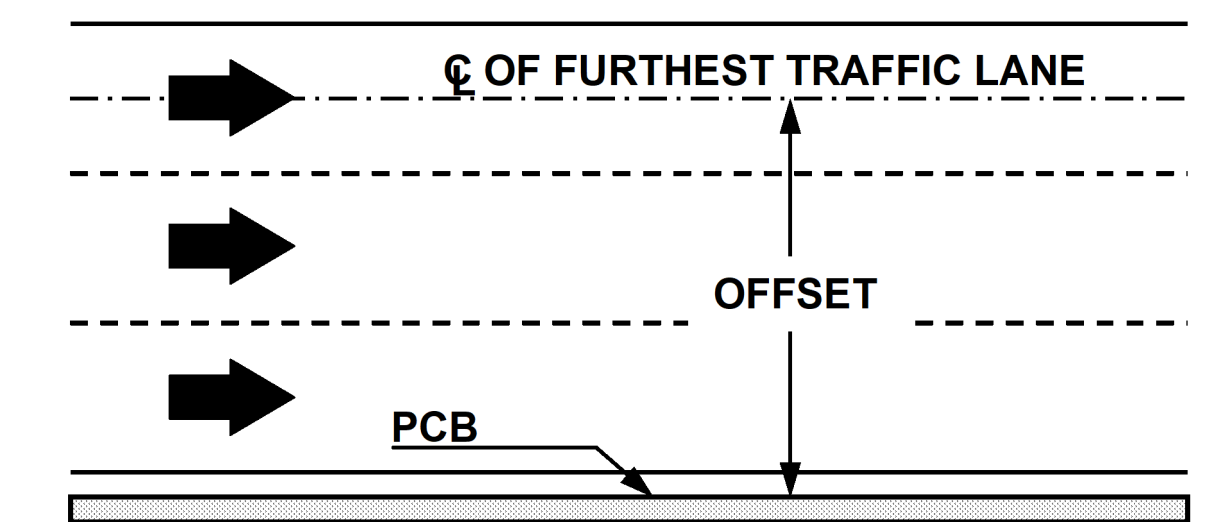 ℄ OF FURTHEST TRAFFIC LANE
OFFSET
PCB